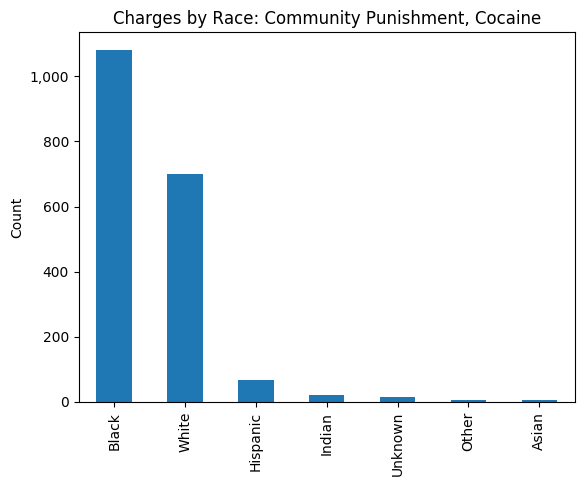 Charges by Race: Community Punishment, Cocaine
Count
1,000
800
600
400
200
0
Black
White
Hispanic
Indian
Unknown
Other
Asian